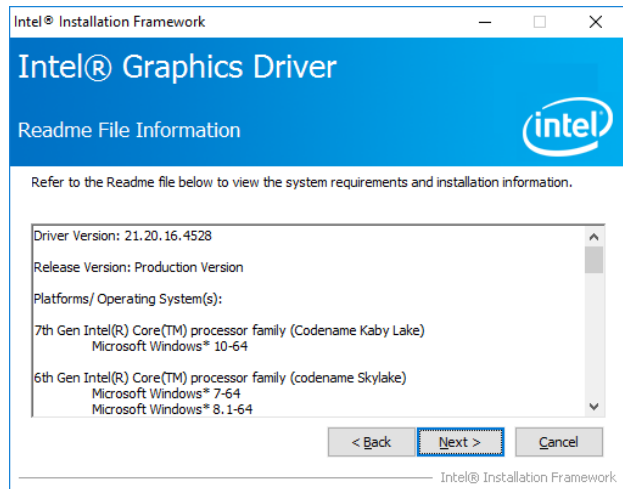 Intel® Installation Framework
Intel® Graphics Driver
Readme File Information
intel
Refer to the Readme file below to view the system requirements and installation information.
Driver Version: 21.20.16.4528
Release Version: Production Version
Platforms/ Operating System(s):
7th Gen Intel(R) Core(TM) processor family (Codename Kaby Lake)
Microsoft Windows* 10-64
6th Gen Intel(R) Core(TM) processor family (codename Skylake)
Microsoft Windows* 7-64
Microsoft Windows* 8.1-64
< Back Next > Cancel
Intel® Installation Framework